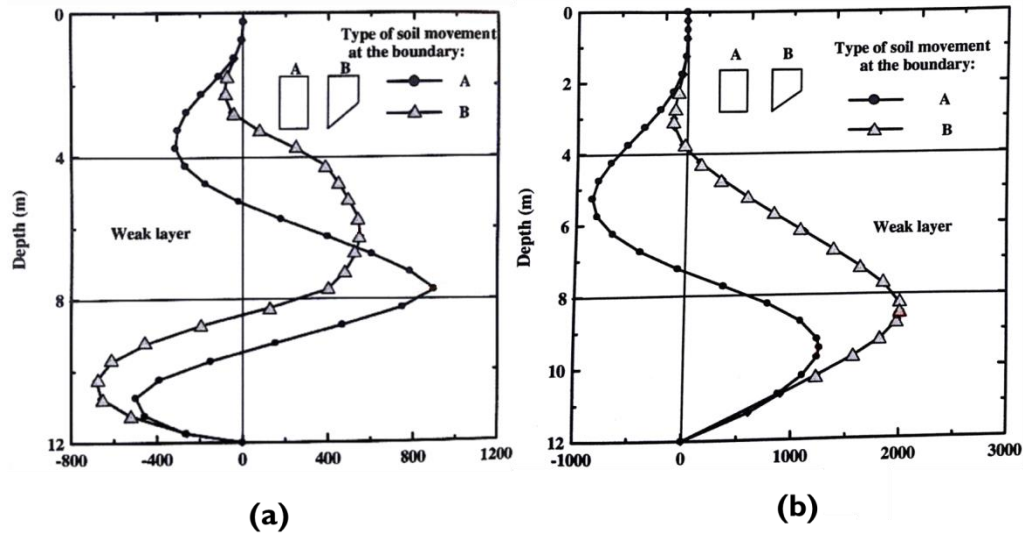 0
4
8
12
Depth (m)
-800
-400
0
400
800
1200
Type of soil movement
at the boundary:
A B
A
B
Weak layer
(a)
0
2
4
6
8
10
12
Depth (m)
-1000
0
1000
2000
3000
Type of soil movement
at the boundary:
A B
A
B
Weak layer
(b)